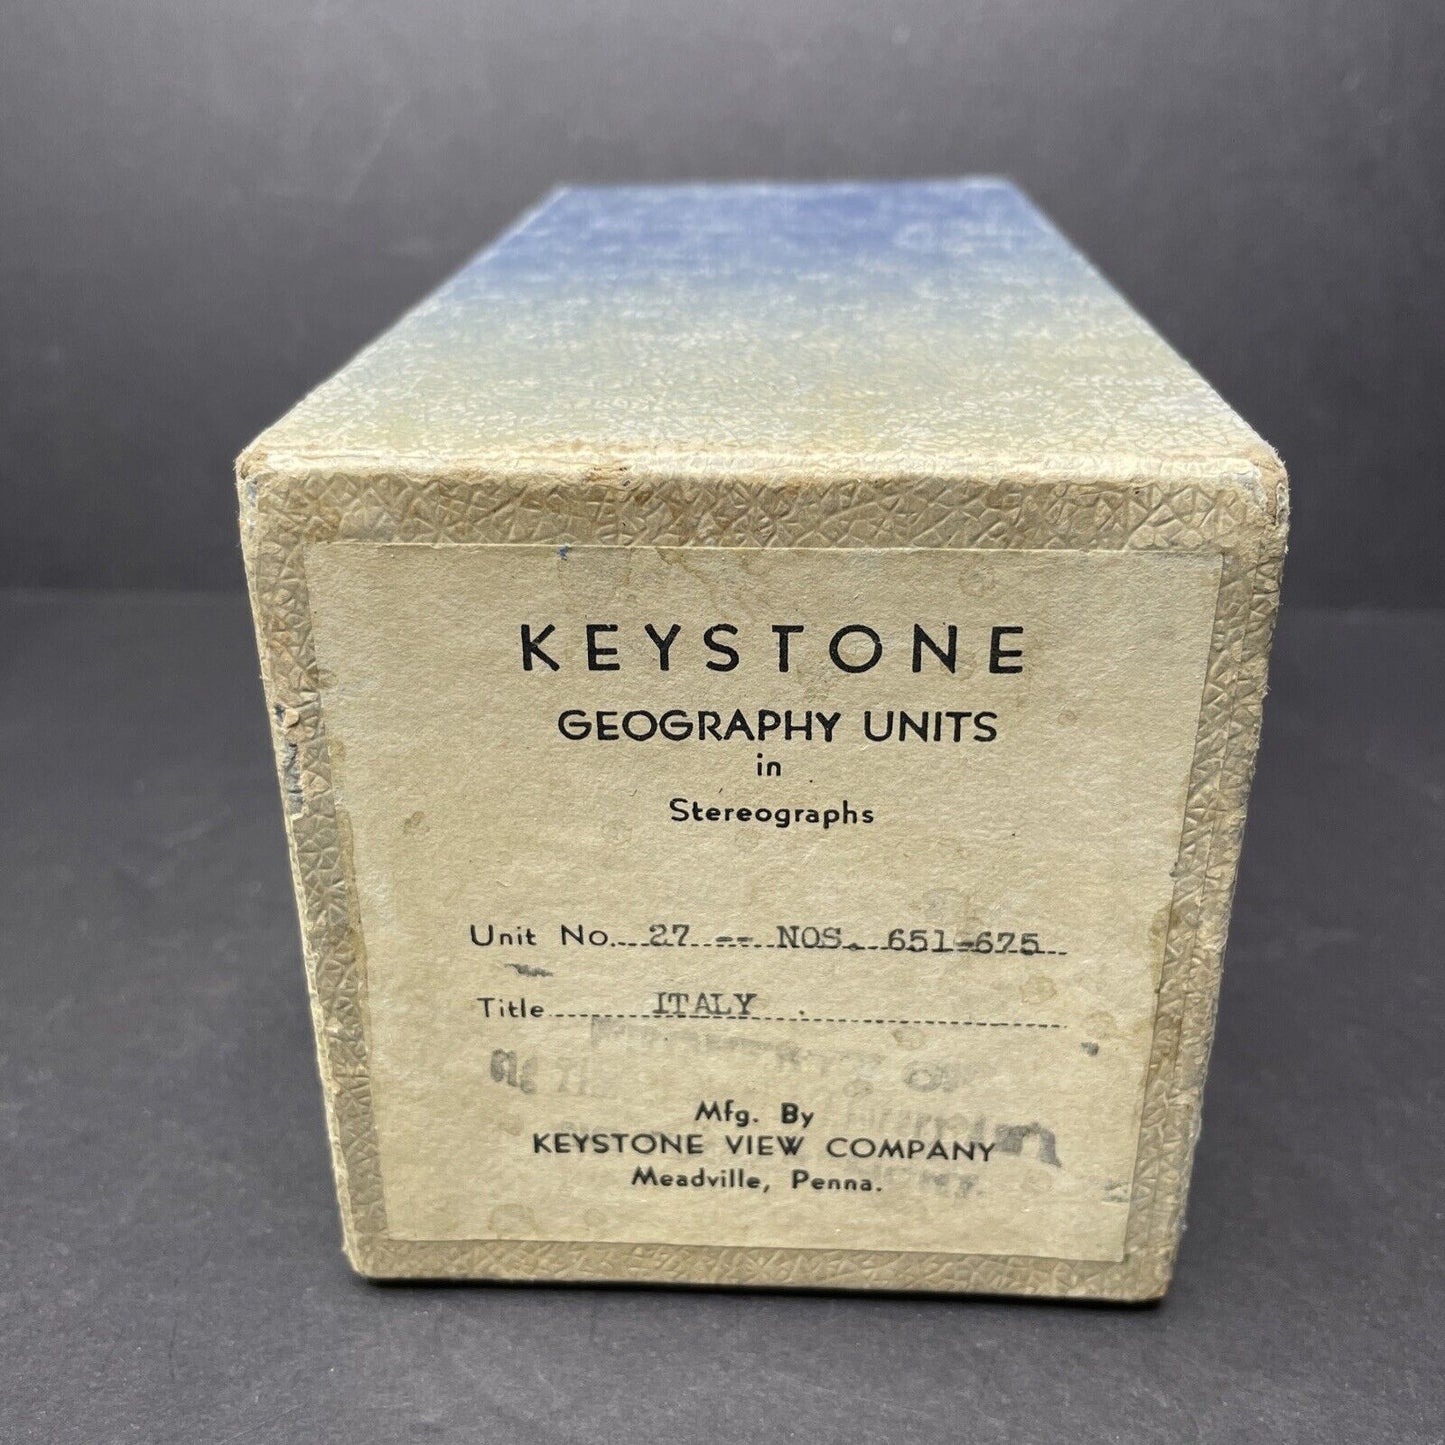 KEYSTONE
GEOGRAPHY UNITS
in
Stereographs
Unit No. 27 -- NOS. 651-675
Title ITALY
OF
Mfg. By
KEYSTONE VIEW COMPANY
Meadville, Penna.